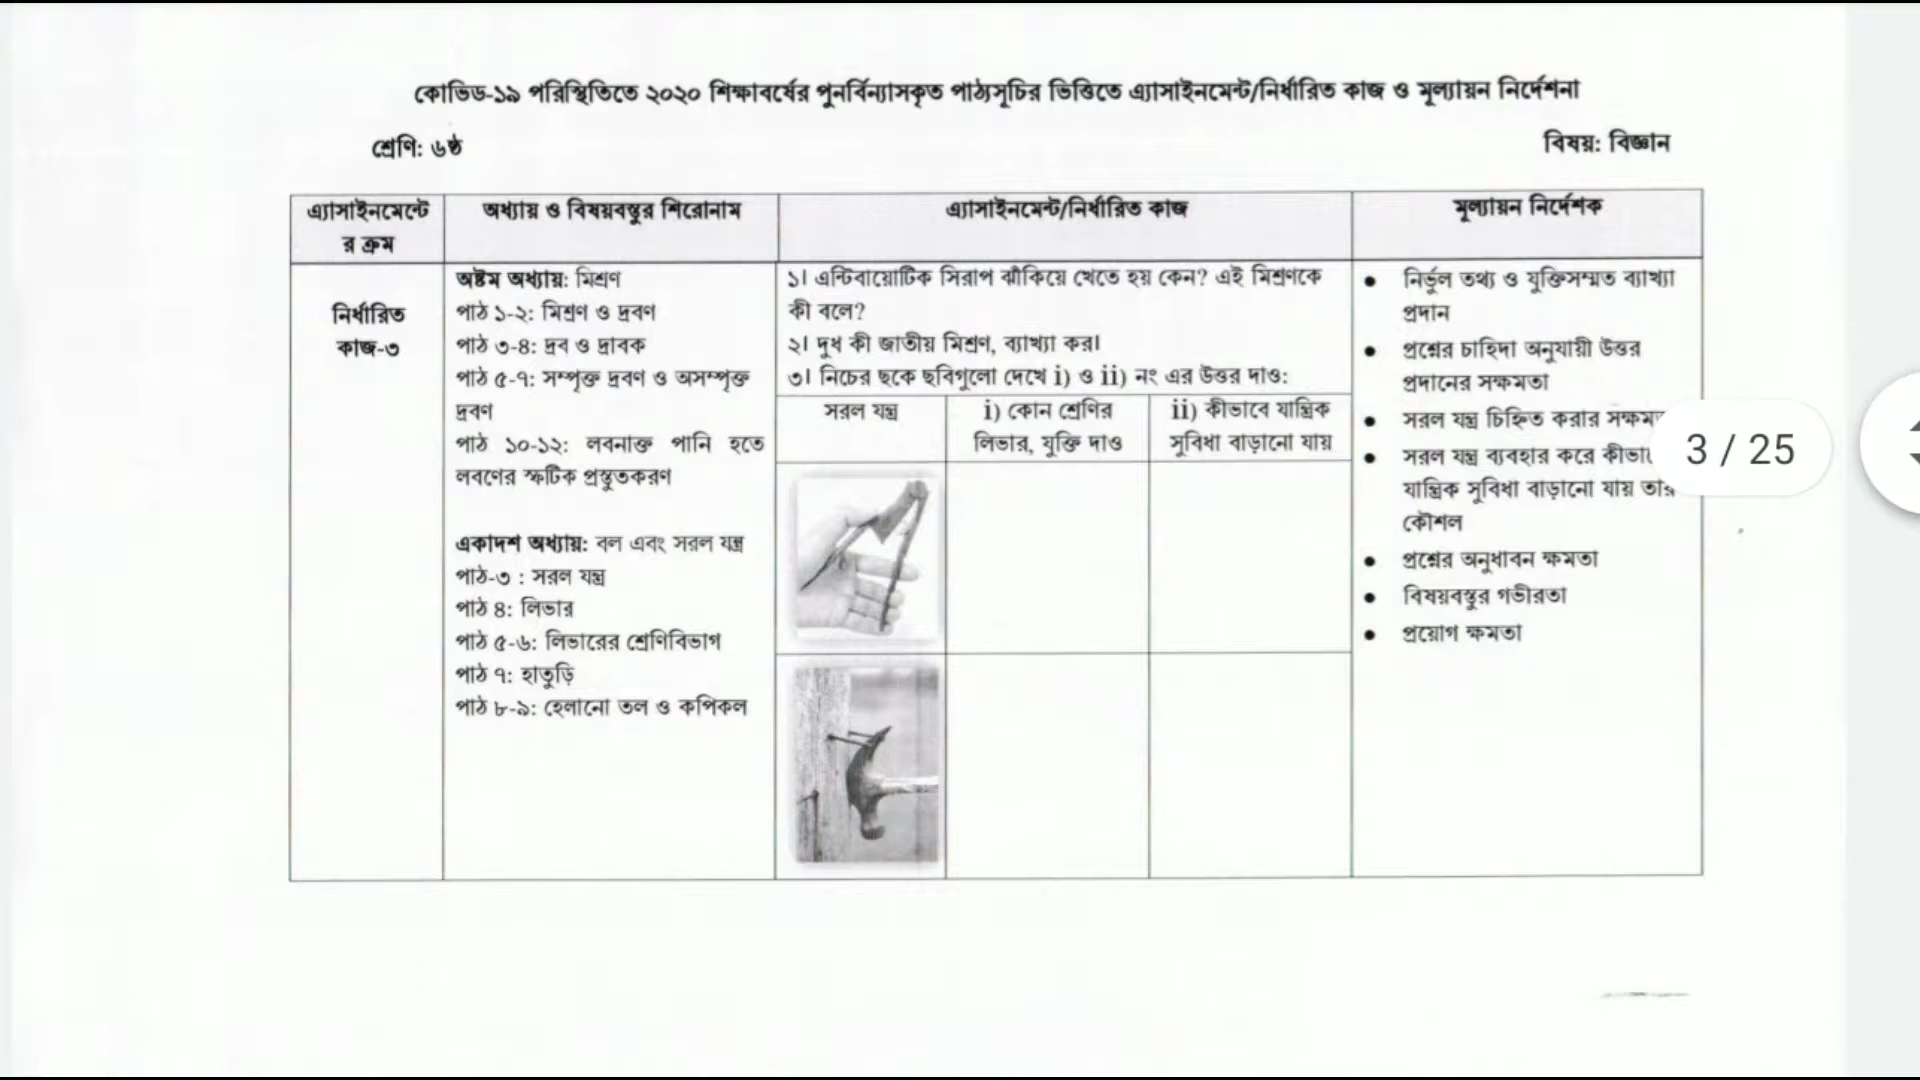 কোভিড-১৯ পরিস্থিতিতে ২০২০ শিক্ষাবর্ষের পুনর্বিন্যাসকৃত পাঠ্যসূচির ভিত্তিতে এ্যাসাইনমেন্ট/নির্ধারিত কাজ ও মূল্যায়ন নির্দেশনা
শ্রেণি: ৬ষ্ঠ
বিষয়: বিজ্ঞান
এ্যাসাইনমেন্টে
র ক্রম
অধ্যায় ও বিষয়বস্তুর শিরোনাম
এ্যাসাইনমেন্ট/নির্ধারিত কাজ
মূল্যায়ন নির্দেশক
নির্ধারিত
কাজ-৩
অষ্টম অধ্যায়: মিশ্রণ
পাঠ ১-২: মিশ্রণ ও দ্রবণ
পাঠ ৩-৪: দ্রব ও দ্রাবক
পাঠ ৫-৭: সম্পৃক্ত দ্রবণ ও অসম্পৃক্ত
দ্রবণ
পাঠ ১০-১২: লবনাক্ত পানি হতে
লবণের স্ফটিক প্রস্তুতকরণ
একাদশ অধ্যায়: বল এবং সরল যন্ত্র
পাঠ-৩ : সরল যন্ত্র
পাঠ ৪: লিভার
পাঠ ৫-৬: লিভারের শ্রেণিবিভাগ
পাঠ ৭: হাতুড়ি
পাঠ ৮-৯: হেলানো তল ও কপিকল
১। এন্টিবায়োটিক সিরাপ ঝাঁকিয়ে খেতে হয় কেন? এই মিশ্রণকে
কী বলে?
২। দুধ কী জাতীয় মিশ্রণ, ব্যাখ্যা কর।
৩। নিচের ছকে ছবিগুলো দেখে i) ও ii) নং এর উত্তর দাও:
সরল যন্ত্র
i) কোন শ্রেণির
লিভার, যুক্তি দাও
ii) কীভাবে যান্ত্রিক
সুবিধা বাড়ানো যায়
• নির্ভুল তথ্য ও যুক্তিসম্মত ব্যাখ্যা
প্রদান
• প্রশ্নের চাহিদা অনুযায়ী উত্তর
প্রদানের সক্ষমতা
• সরল যন্ত্র চিহ্নিত করার
• সরল যন্ত্র ব্যবহার করে
যান্ত্রিক সুবিধা বাড়ানো যায় তার
কৌশল
• প্রশ্নের অনুধাবন ক্ষমতা
• বিষয়বস্তুর গভীরতা
• প্রয়োগ ক্ষমতা
3 / 25